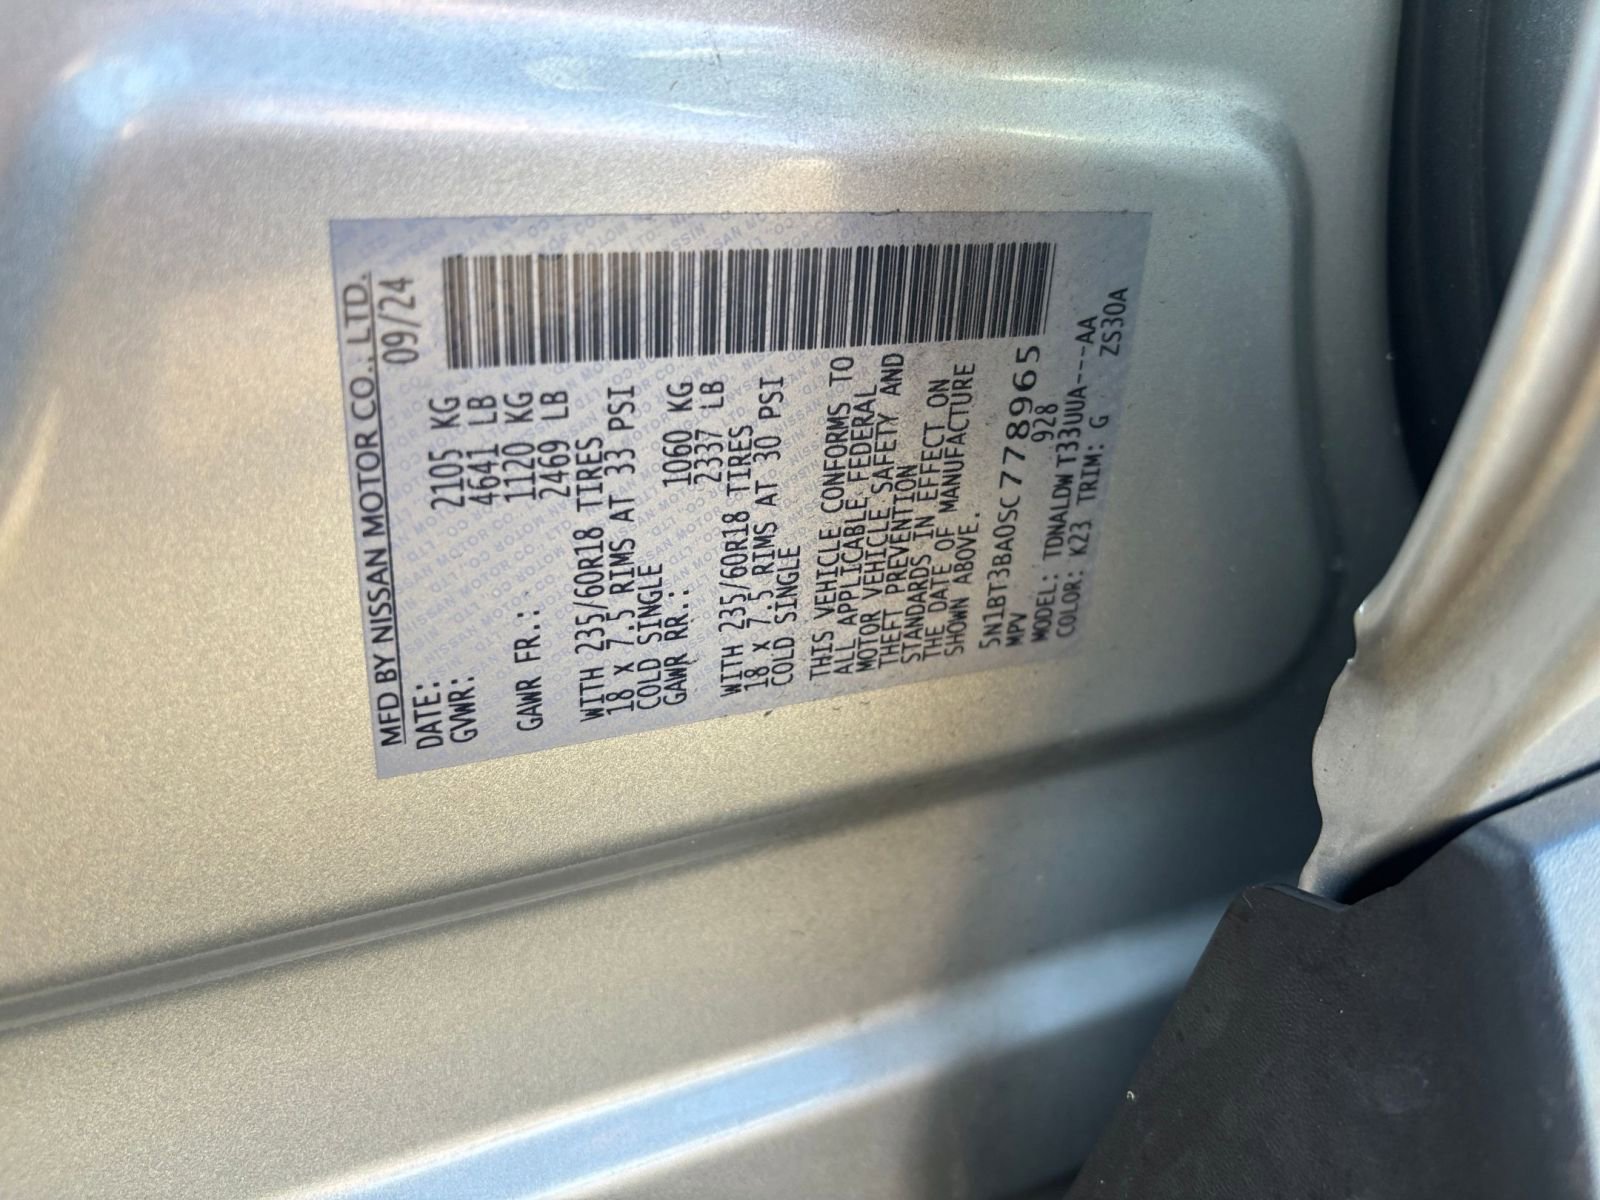 MFD BY NISSAN MOTOR CO., LTD.
DATE: 09/24
GVWR: 2105 KG
4641 LB
GAWR FR.: 1120 KG
2469 LB
WITH 235/60R18 TIRES
18 X 7.5 RIMS AT 33 PSI
COLD SINGLE
GAWR RR.: 1060 KG
2337 LB
WITH 235/60R18 TIRES
18 X 7.5 RIMS AT 30 PSI
COLD SINGLE
THIS VEHICLE CONFORMS TO
ALL APPLICABLE FEDERAL
MOTOR VEHICLE SAFETY AND
THEFT PREVENTION
STANDARDS IN EFFECT ON
THE DATE OF MANUFACTURE
SHOWN ABOVE.
5N1BT3BA0SC778965
MPV 928
MODEL: TDNALDW T33UUA---AA
COLOR: K23 TRIM: G ZS30A